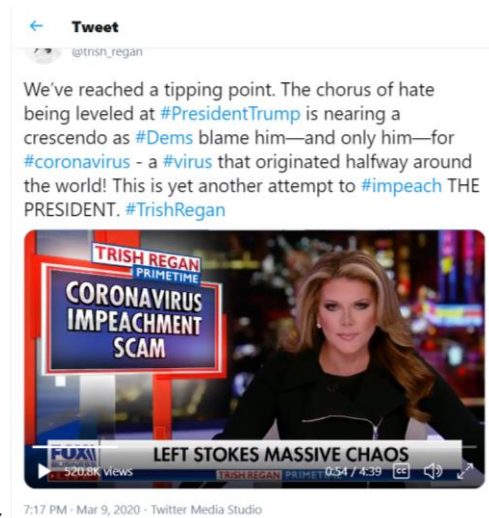 Tweet
@trish_regan
We've reached a tipping point. The chorus of hate
being leveled at #PresidentTrump is nearing a
crescendo as #Dems blame him—and only him—for
#coronavirus - a #virus that originated halfway around
the world! This is yet another attempt to #impeach THE
PRESIDENT. #TrishRegan
TRISH REGAN
PRIMETIME
CORONAVIRUS
IMPEACHMENT
SCAM
FOX
LEFT STOKES MASSIVE CHAOS
520.8K views
TRISH REGAN PRIMETIME
0:54 / 4:39
CC
7:17 PM · Mar 9, 2020 · Twitter Media Studio